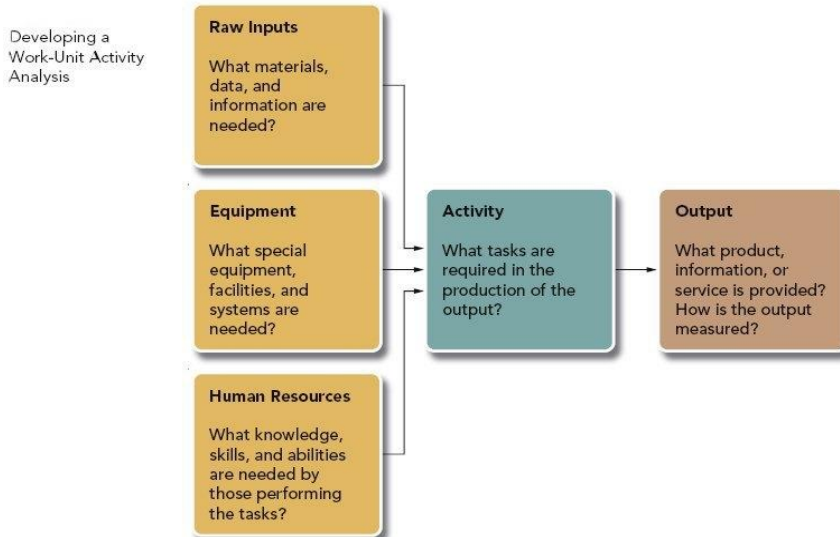 Developing a
Work-Unit Activity
Analysis
Raw Inputs
What materials,
data, and
information are
needed?
Equipment
What special
equipment,
facilities, and
systems are
needed?
Human Resources
What knowledge,
skills, and abilities
are needed by
those performing
the tasks?
Activity
What tasks are
required in the
production of the
output?
Output
What product,
information, or
service is provided?
How is the output
measured?